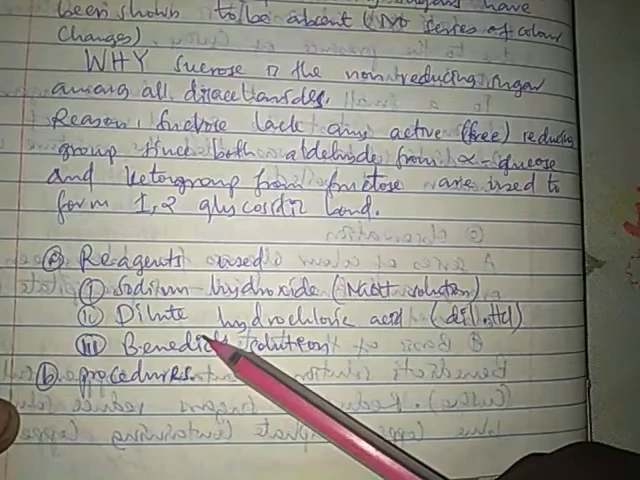 been shown to be absent (No series of colour
changes).
WHY sucrose is the non reducing sugar
among all disaccharides.
Reason, Sucrose lack any active (free) reducing
group since both aldehyde from α-glucose
and ketogroup from fructose are used to
form 1,2 glycosidic bond.
(a) Reagents used
(i) Sodium hydroxide (NaOH solution)
(ii) Dilute hydrochloric acid (dil. HCl)
(iii) Benedict solution
(b) procedures.